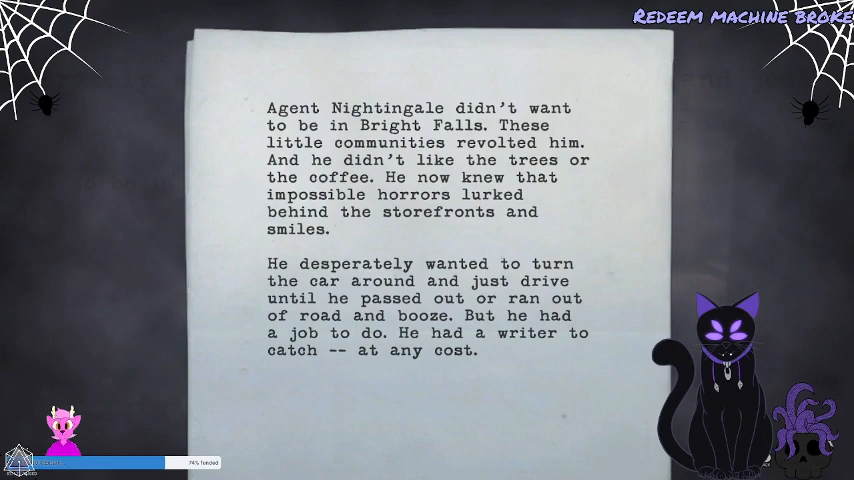 Redeem machine broke
Agent Nightingale didn't want
to be in Bright Falls. These
little communities revolted him.
And he didn't like the trees or
the coffee. He now knew that
impossible horrors lurked
behind the storefronts and
smiles.
He desperately wanted to turn
the car around and just drive
until he passed out or ran out
of road and booze. But he had
a job to do. He had a writer to
catch -- at any cost.
74% funded